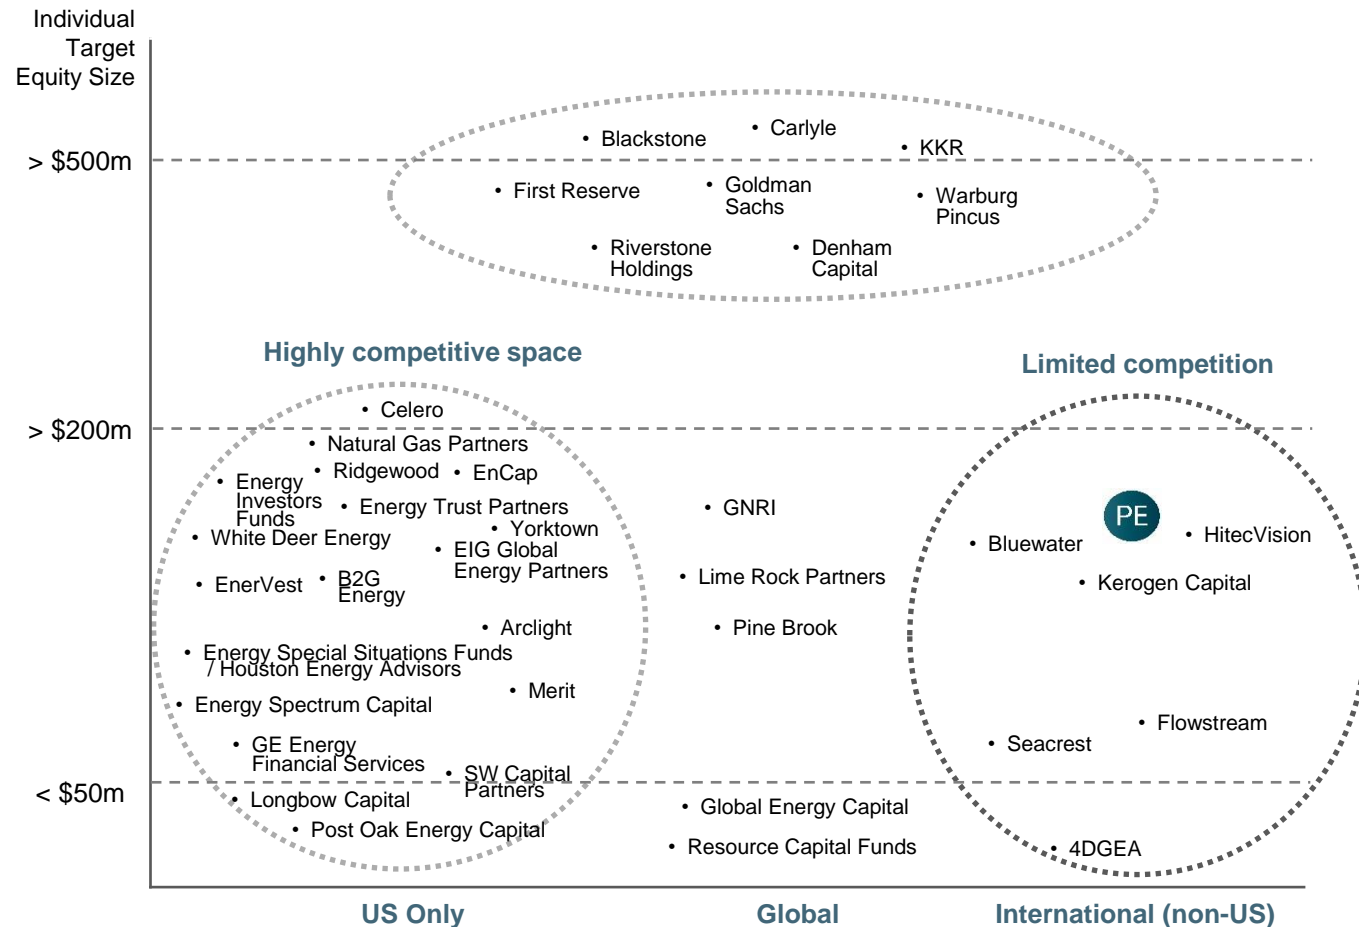 Individual
Target
Equity Size
> $500m
• Blackstone
• Carlyle
• KKR
• First Reserve
• Goldman
Sachs
• Warburg
Pincus
• Riverstone
Holdings
• Denham
Capital
Highly competitive space
Limited competition
> $200m
• Celero
• Natural Gas Partners
• Ridgewood
• EnCap
• Energy
Investors
Funds
• Energy Trust Partners
• Yorktown
• White Deer Energy
• EIG Global
Energy Partners
• EnerVest
• B2G
Energy
• Arclight
• Energy Special Situations Funds
/ Houston Energy Advisors
• Merit
• Energy Spectrum Capital
• GE Energy
Financial Services
• SW Capital
Partners
• Longbow Capital
• Post Oak Energy Capital
• GNRI
• Lime Rock Partners
• Pine Brook
• Global Energy Capital
• Resource Capital Funds
PE
• Bluewater
• HitecVision
• Kerogen Capital
• Flowstream
• Seacrest
• 4DGEA
< $50m
US Only
Global
International (non-US)